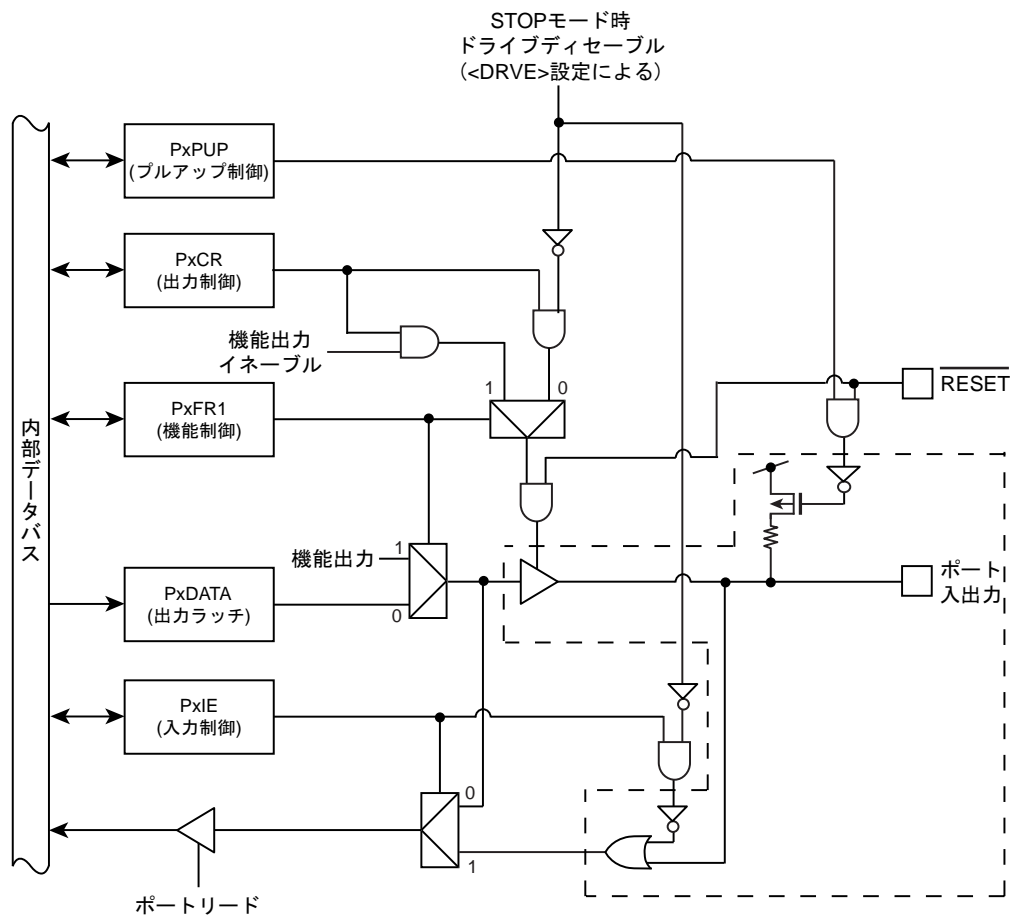 STOPモード時
ドライブディセーブル
(<DRVE>設定による)
PxPUP
(プルアップ制御)
PxCR
(出力制御)
機能出力
イネーブル
1
0
RESET
PxFR1
(機能制御)
内部データバス
機能出力
1
0
PxDATA
(出力ラッチ)
ポート
入出力
PxIE
(入力制御)
0
1
ポートリード